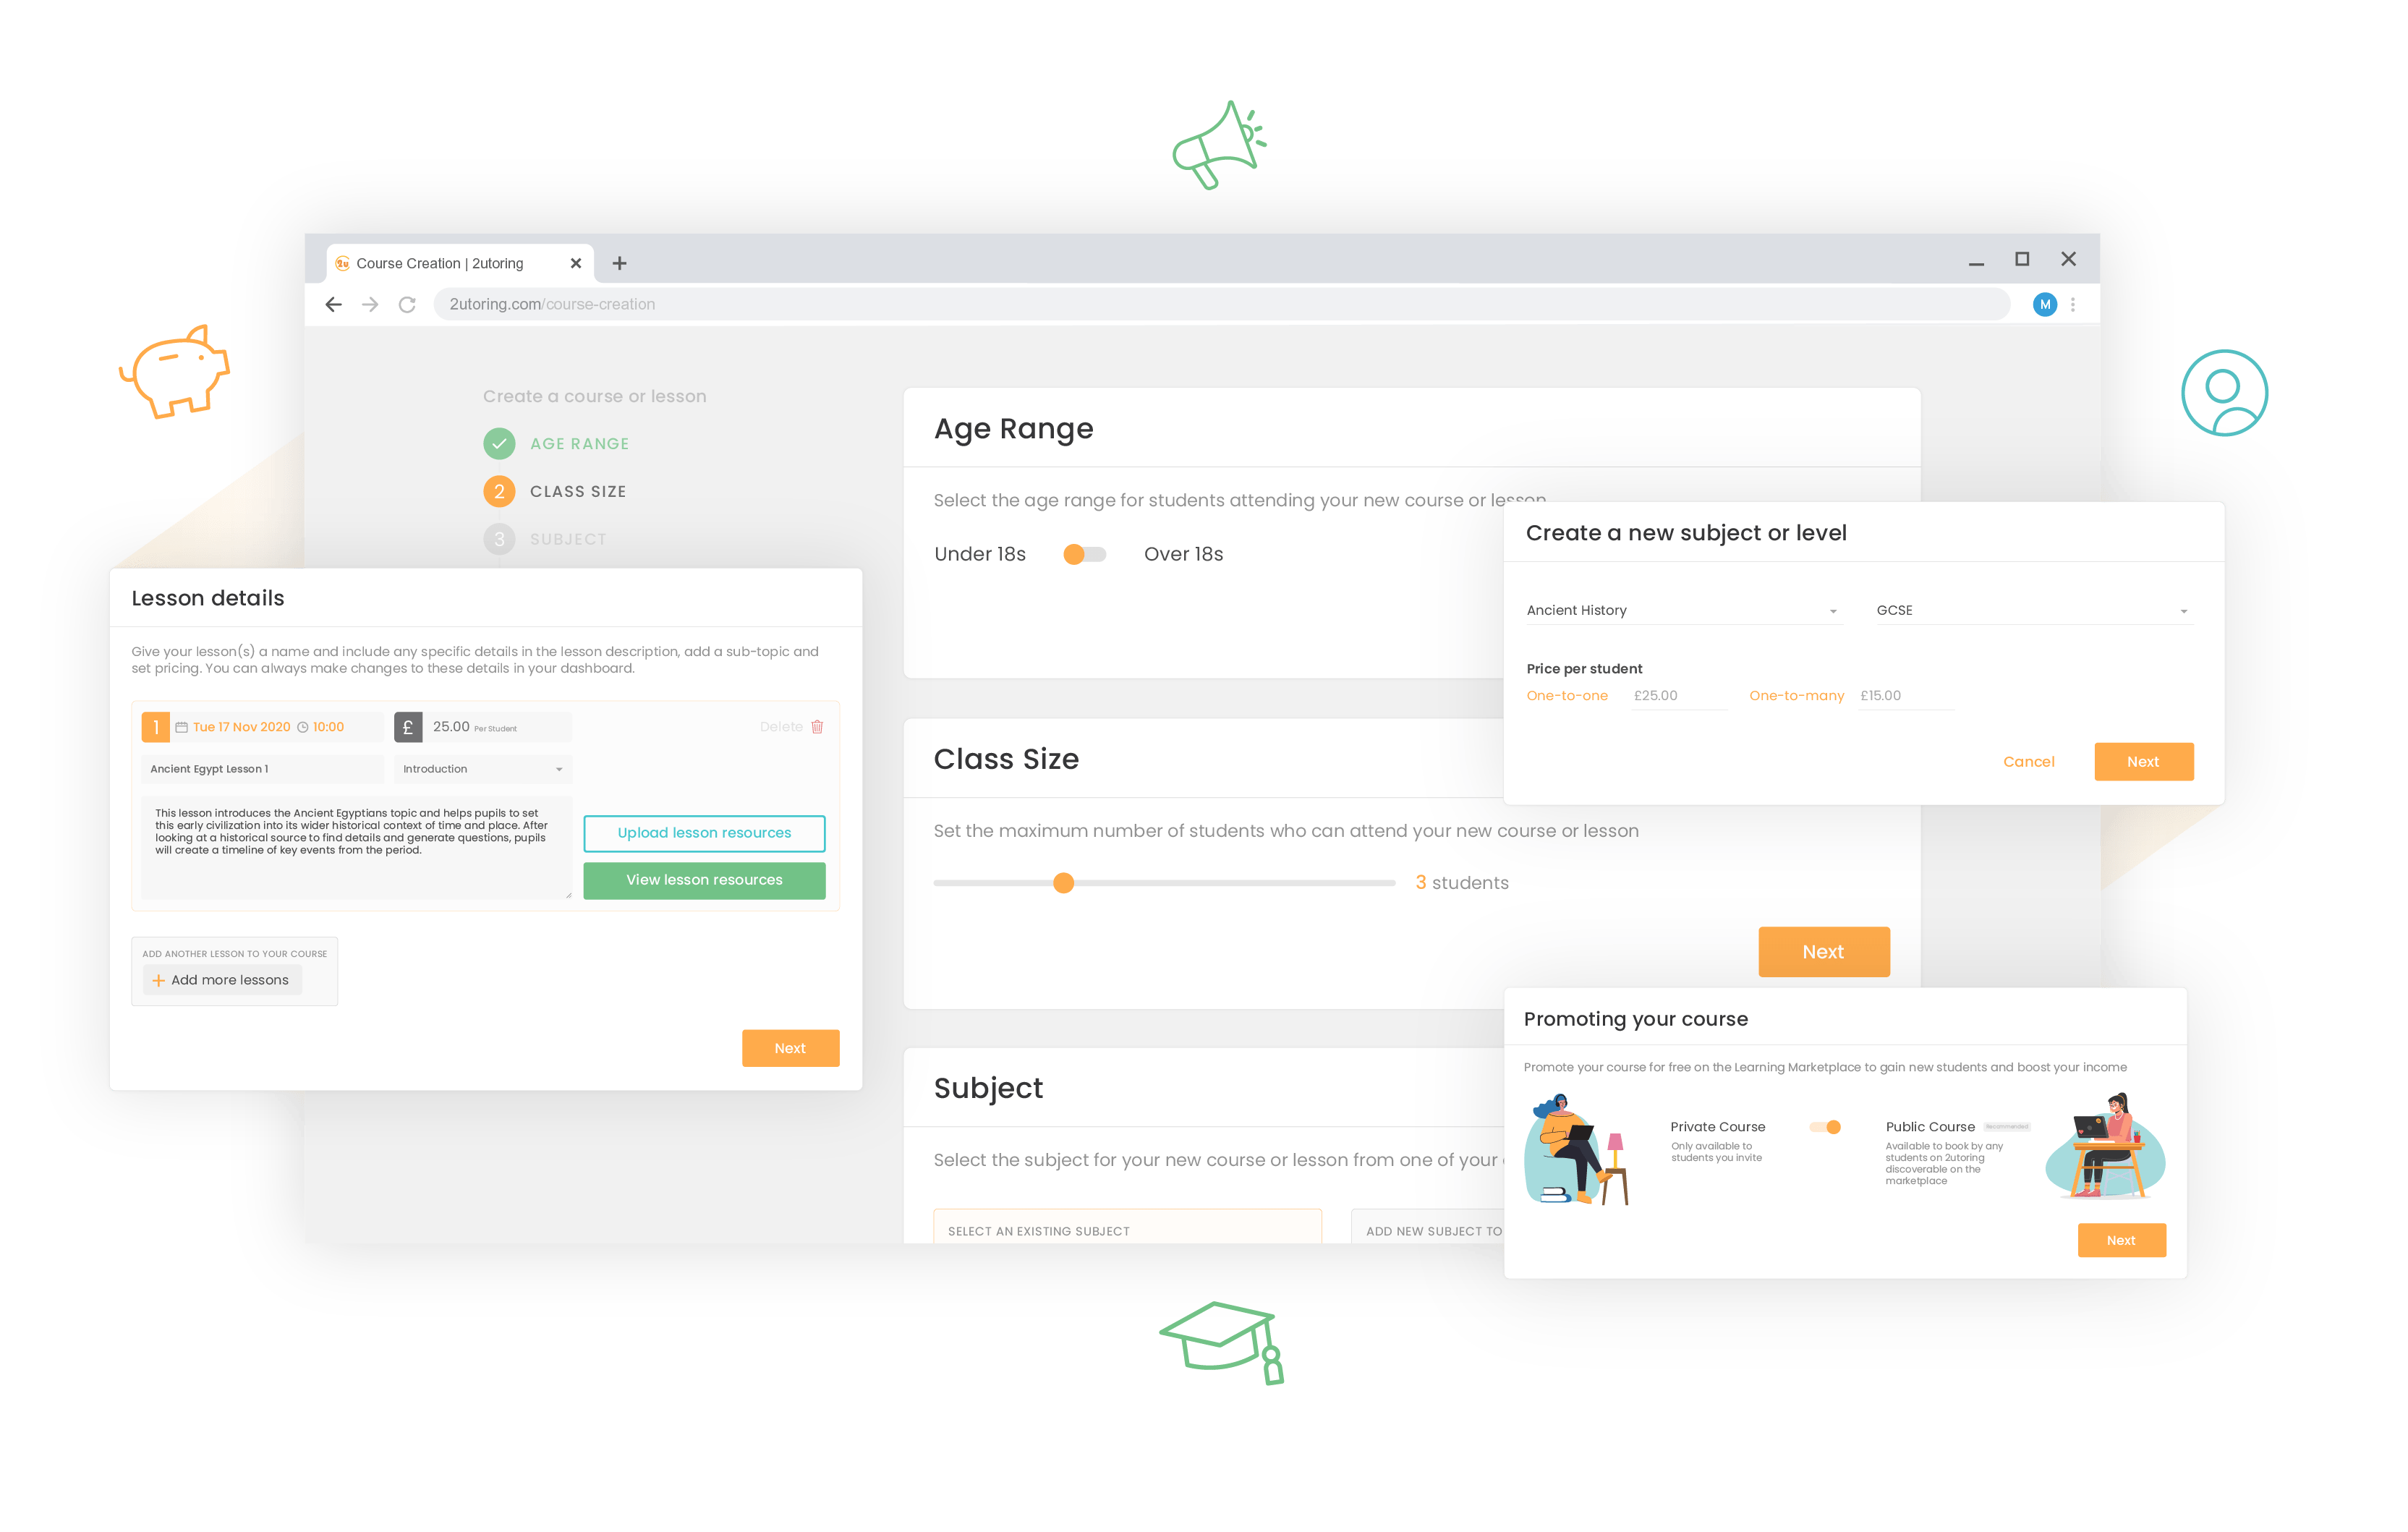 2u Course Creation | 2utoring
2utoring.com/course-creation
M
Create a course or lesson
AGE RANGE
2 CLASS SIZE
3 SUBJECT
Age Range
Select the age range for students attending your new course or lesson
Under 18s Over 18s
Class Size
Set the maximum number of students who can attend your new course or lesson
3 students
Next
Subject
Select the subject for your new course or lesson from one of your
SELECT AN EXISTING SUBJECT
ADD NEW SUBJECT TO
Lesson details
Give your lesson(s) a name and include any specific details in the lesson description, add a sub-topic and
set pricing. You can always make changes to these details in your dashboard.
1 Tue 17 Nov 2020 10:00 £ 25.00 Per Student Delete
Ancient Egypt Lesson 1 Introduction
This lesson introduces the Ancient Egyptians topic and helps pupils to set
this early civilization into its wider historical context of time and place. After
looking at a historical source to find details and generate questions, pupils
will create a timeline of key events from the period.
Upload lesson resources
View lesson resources
ADD ANOTHER LESSON TO YOUR COURSE
+ Add more lessons
Next
Create a new subject or level
Ancient History GCSE
Price per student
One-to-one £25.00 One-to-many £15.00
Cancel Next
Promoting your course
Promote your course for free on the Learning Marketplace to gain new students and boost your income
Private Course
Only available to
students you invite
Public Course Recommended
Available to book by any
students on 2utoring
discoverable on the
marketplace
Next